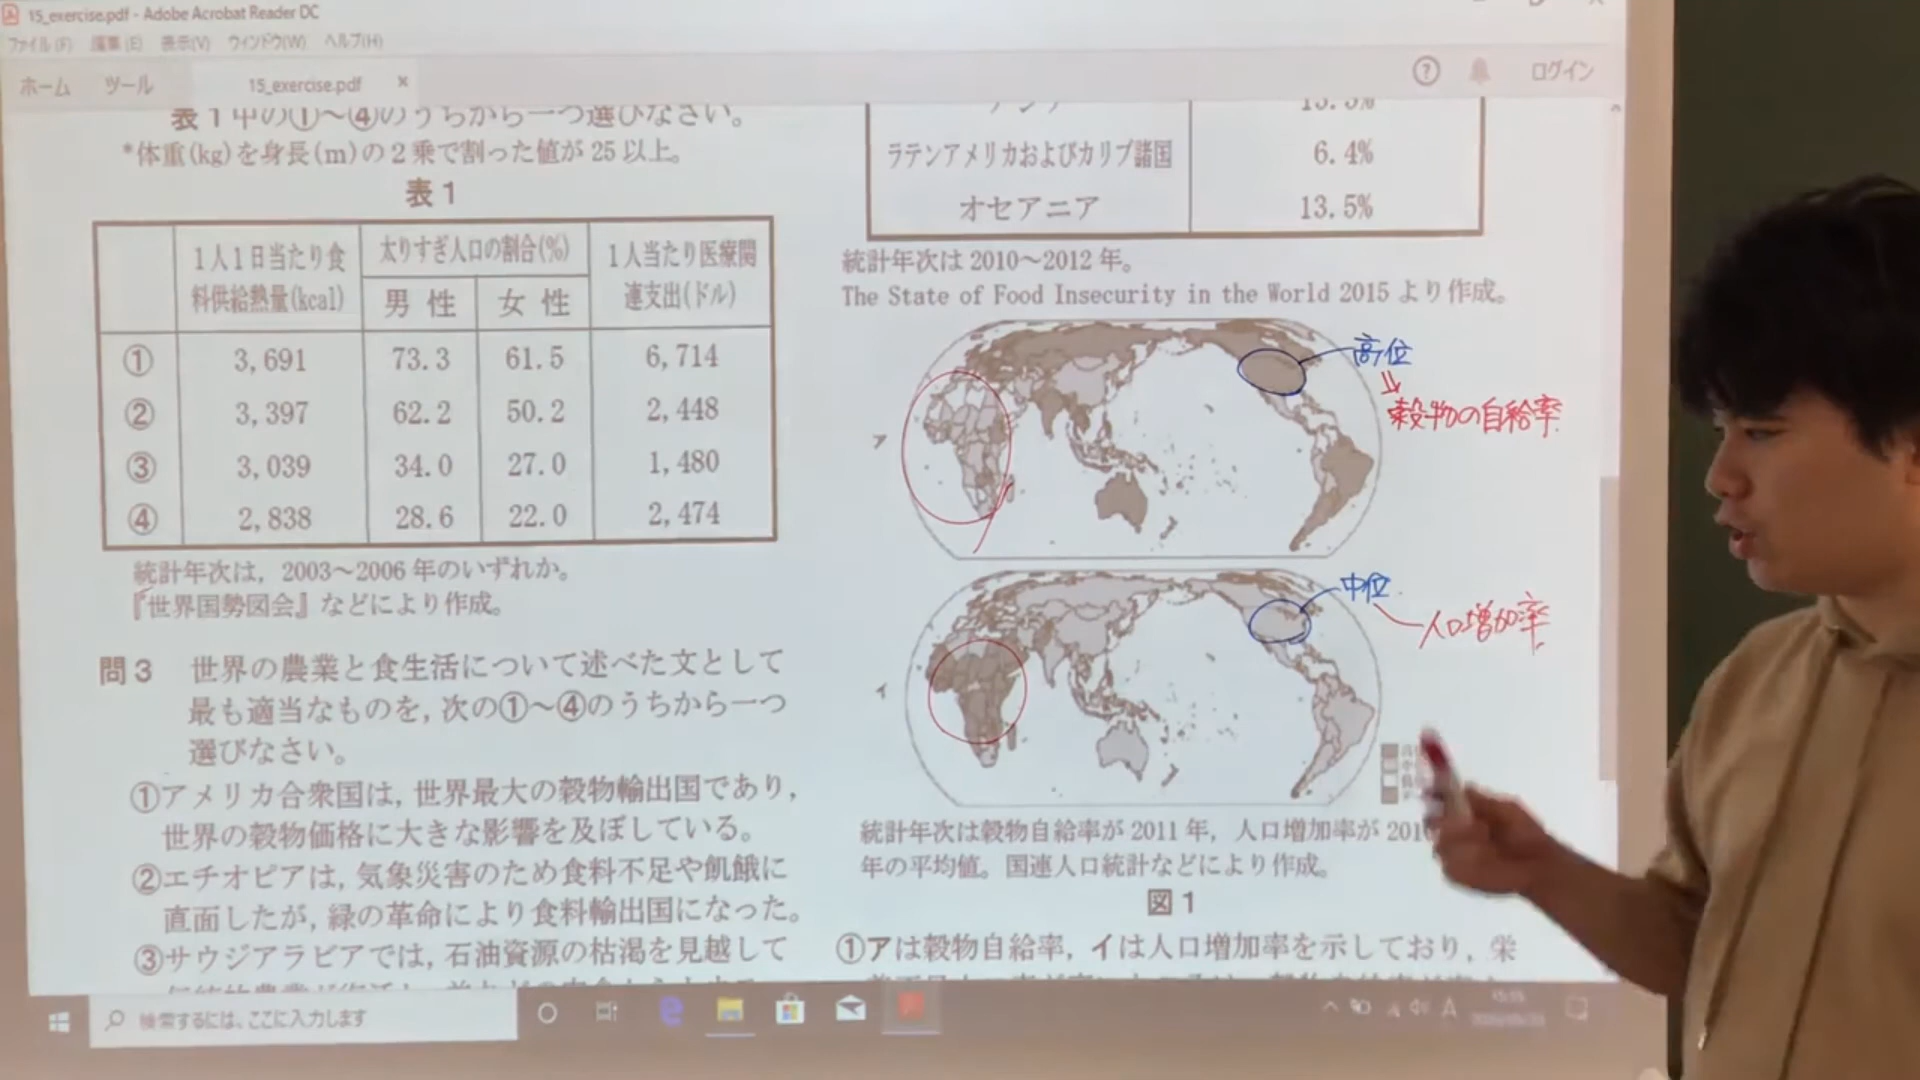 15_exercise.pdf - Adobe Acrobat Reader DC
ファイル(F) 編集(E) 表示(V) ウィンドウ(W) ヘルプ(H)
ホーム ツール 15_exercise.pdf × ? ログイン
表1中の①～④のうちから一つ選びなさい。
*体重(kg)を身長(m)の2乗で割った値が25以上。
表1
1人1日当たり食料供給熱量(kcal) 太りすぎ人口の割合(%) 1人当たり医療関連支出(ドル)
男性 女性
① 3,691 73.3 61.5 6,714
② 3,397 62.2 50.2 2,448
③ 3,039 34.0 27.0 1,480
④ 2,838 28.6 22.0 2,474
統計年次は，2003～2006年のいずれか。
『世界国勢図会』などにより作成。
問3 世界の農業と食生活について述べた文として
最も適当なものを，次の①～④のうちから一つ
選びなさい。
①アメリカ合衆国は，世界最大の穀物輸出国であり，
世界の穀物価格に大きな影響を及ぼしている。
②エチオピアは，気象災害のため食料不足や飢餓に
直面したが，緑の革命により食料輸出国になった。
③サウジアラビアでは，石油資源の枯渇を見越して
ラテンアメリカおよびカリブ諸国 6.4%
オセアニア 13.5%
統計年次は2010～2012年。
The State of Food Insecurity in the World 2015 より作成。
高位
穀物の自給率
ア
中位
人口増加率
イ
統計年次は穀物自給率が2011年，人口増加率が
年の平均値。国連人口統計などにより作成。
図1
①アは穀物自給率，イは人口増加率を示しており，栄
検索するには、ここに入力します
A